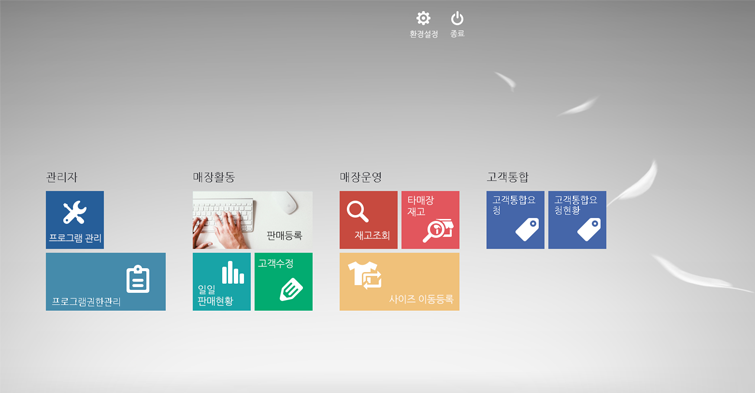 환경설정 종료
관리자 매장활동 매장운영 고객통합
프로그램 관리
프로그램권한관리
판매등록
일일
판매현황
고객수정
재고조회
타매장
재고
사이즈 이동등록
고객통합요
청
고객통합요
청현황